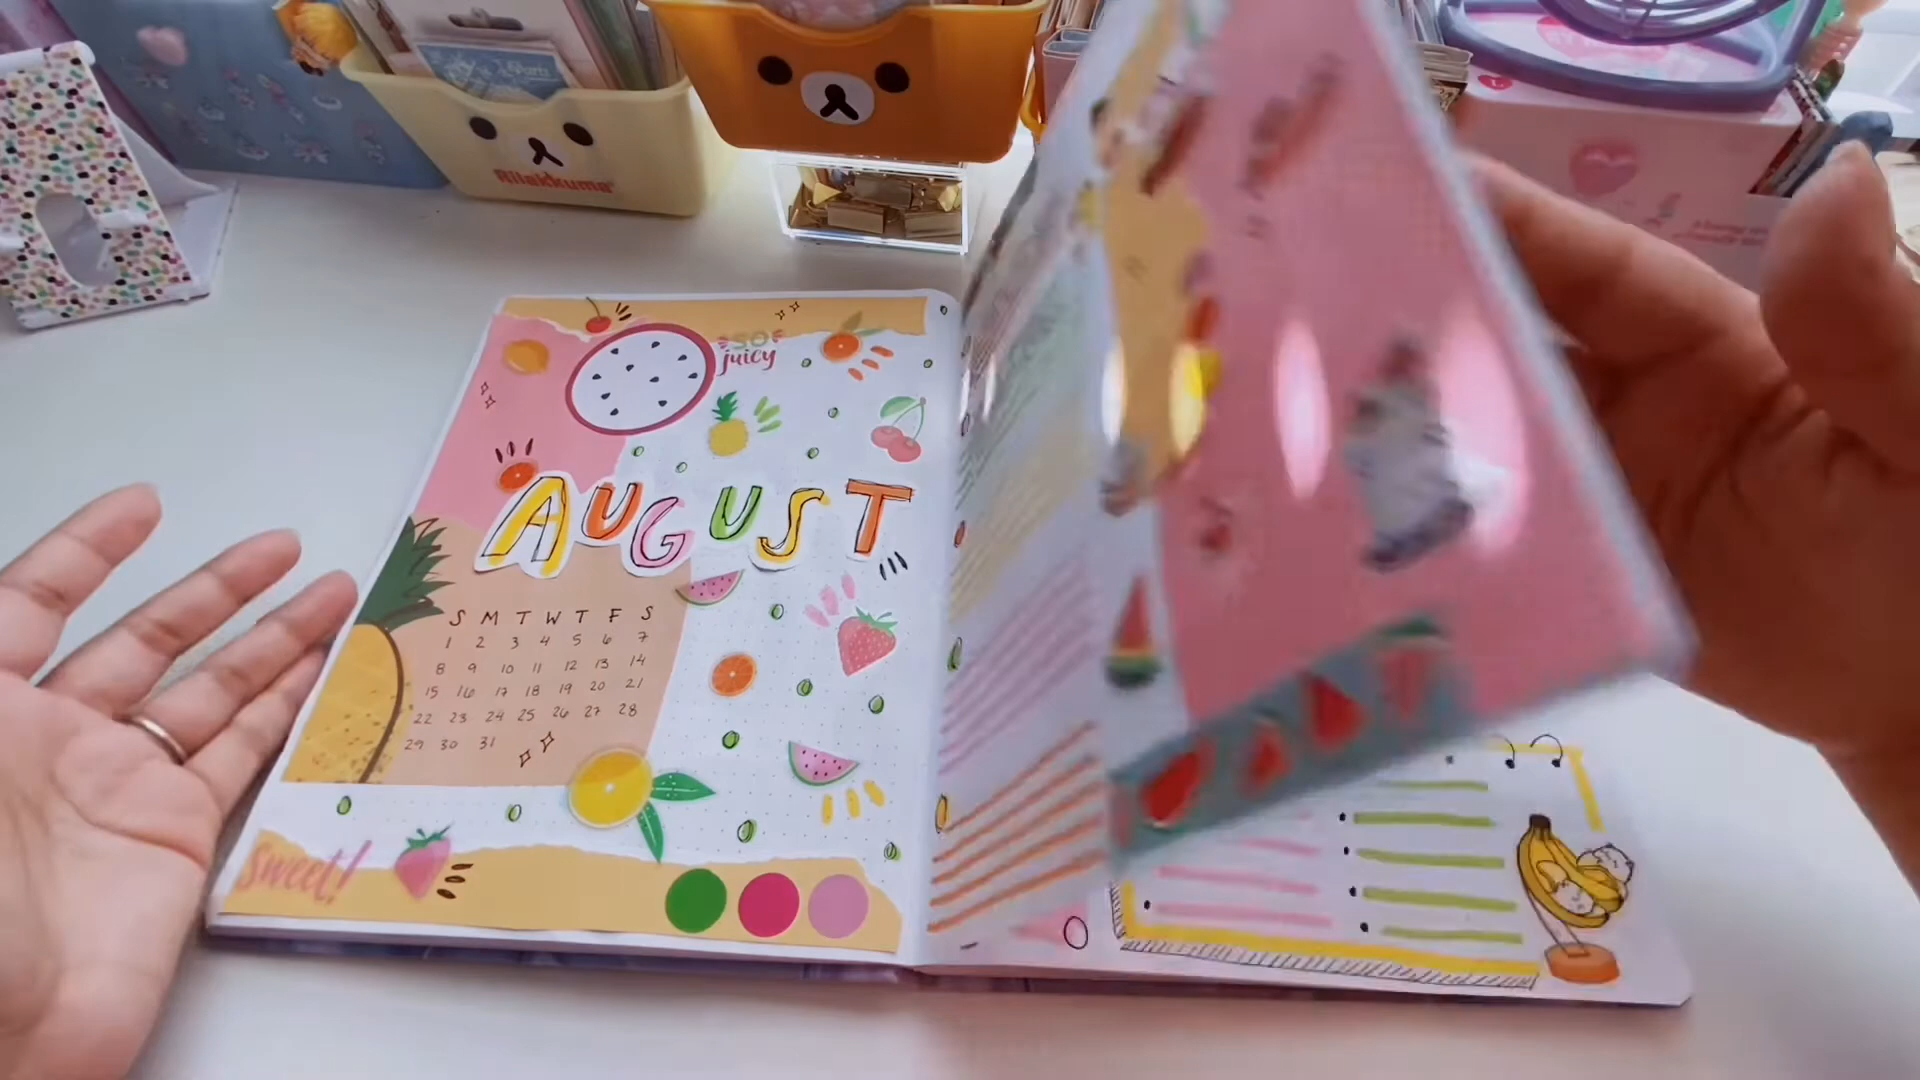 Rilakkuma
juicy
AUGUST
S M T W T F S
1 2 3 4 5 6 7
8 9 10 11 12 13 14
15 16 17 18 19 20 21
22 23 24 25 26 27 28
29 30 31
sweet!